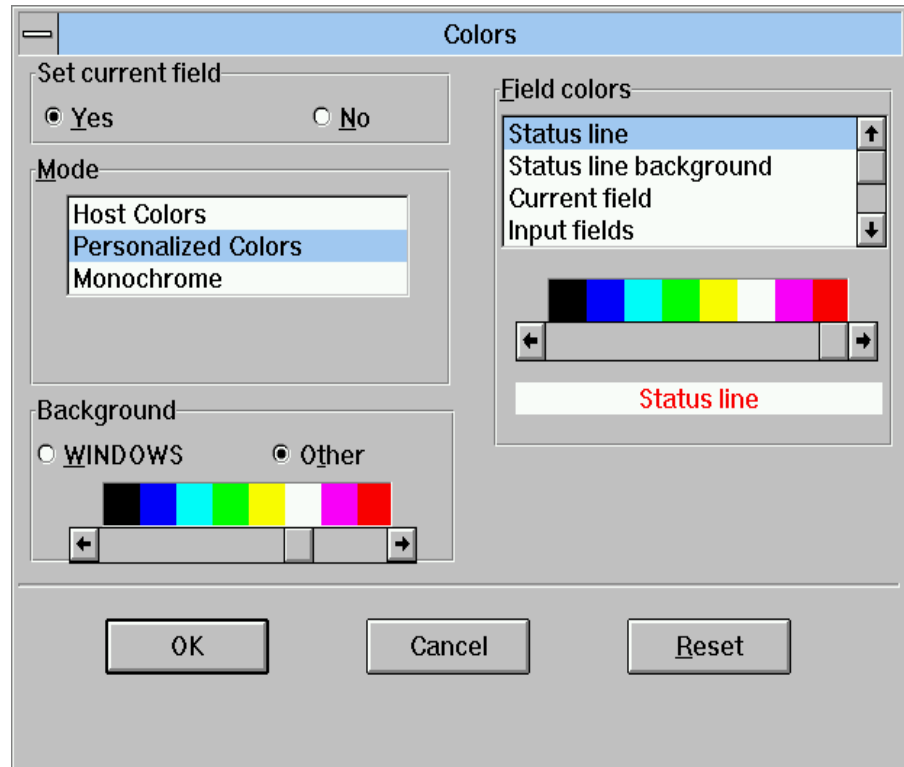 Colors
Set current field
Yes
No
Mode
Host Colors
Personalized Colors
Monochrome
Background
WINDOWS
Other
Field colors
Status line
Status line background
Current field
Input fields
Status line
OK
Cancel
Reset